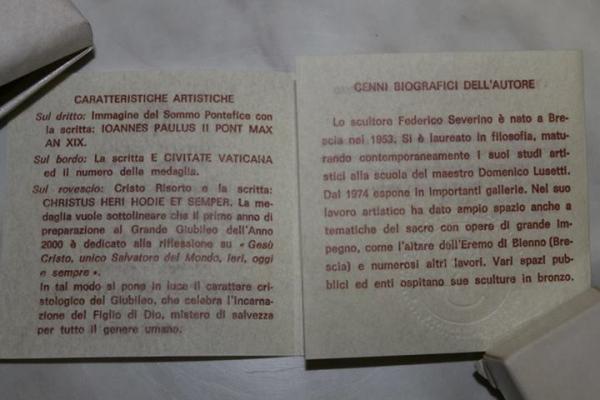 CARATTERISTICHE ARTISTICHE
Sul dritto: Immagine del Sommo Pontefice con
la scritta: IOANNES PAULUS II PONT MAX
AN XIX.
Sul bordo: La scritta E CIVITATE VATICANA
ed il numero della medaglia.
Sul rovescio: Cristo Risorto e la scritta:
CHRISTUS HERI HODIE ET SEMPER. La me-
daglia vuole sottolineare che il primo anno di
preparazione al Grande Giubileo dell'Anno
2000 è dedicato alla riflessione su « Gesù
Cristo, unico Salvatore del Mondo, ieri, oggi
e sempre ».
In tal modo si pone in luce il carattere cri-
stologico del Giubileo, che celebra l'Incarna-
zione del Figlio di Dio, mistero di salvezza
per tutto il genere umano.
CENNI BIOGRAFICI DELL'AUTORE
Lo scultore Federico Severino è nato a Bre-
scia nel 1953. Si è laureato in filosofia, matu-
rando contemporaneamente i suoi studi arti-
stici alla scuola del maestro Domenico Lusetti.
Dal 1974 espone in importanti gallerie. Nel suo
lavoro artistico ha dato ampio spazio anche a
tematiche del sacro con opere di grande im-
pegno, come l'altare dell'Eremo di Bienno (Bre-
scia) e numerosi altri lavori. Vari spazi pub-
blici ed enti ospitano sue sculture in bronzo.